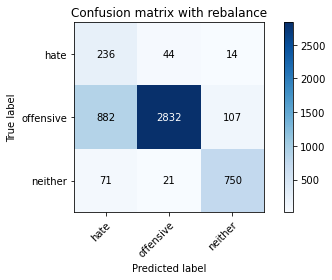 Confusion matrix with rebalance
True label
hate
236 44 14
offensive
882 2832 107
neither
71 21 750
hate
offensive
neither
Predicted label
2500
2000
1500
1000
500